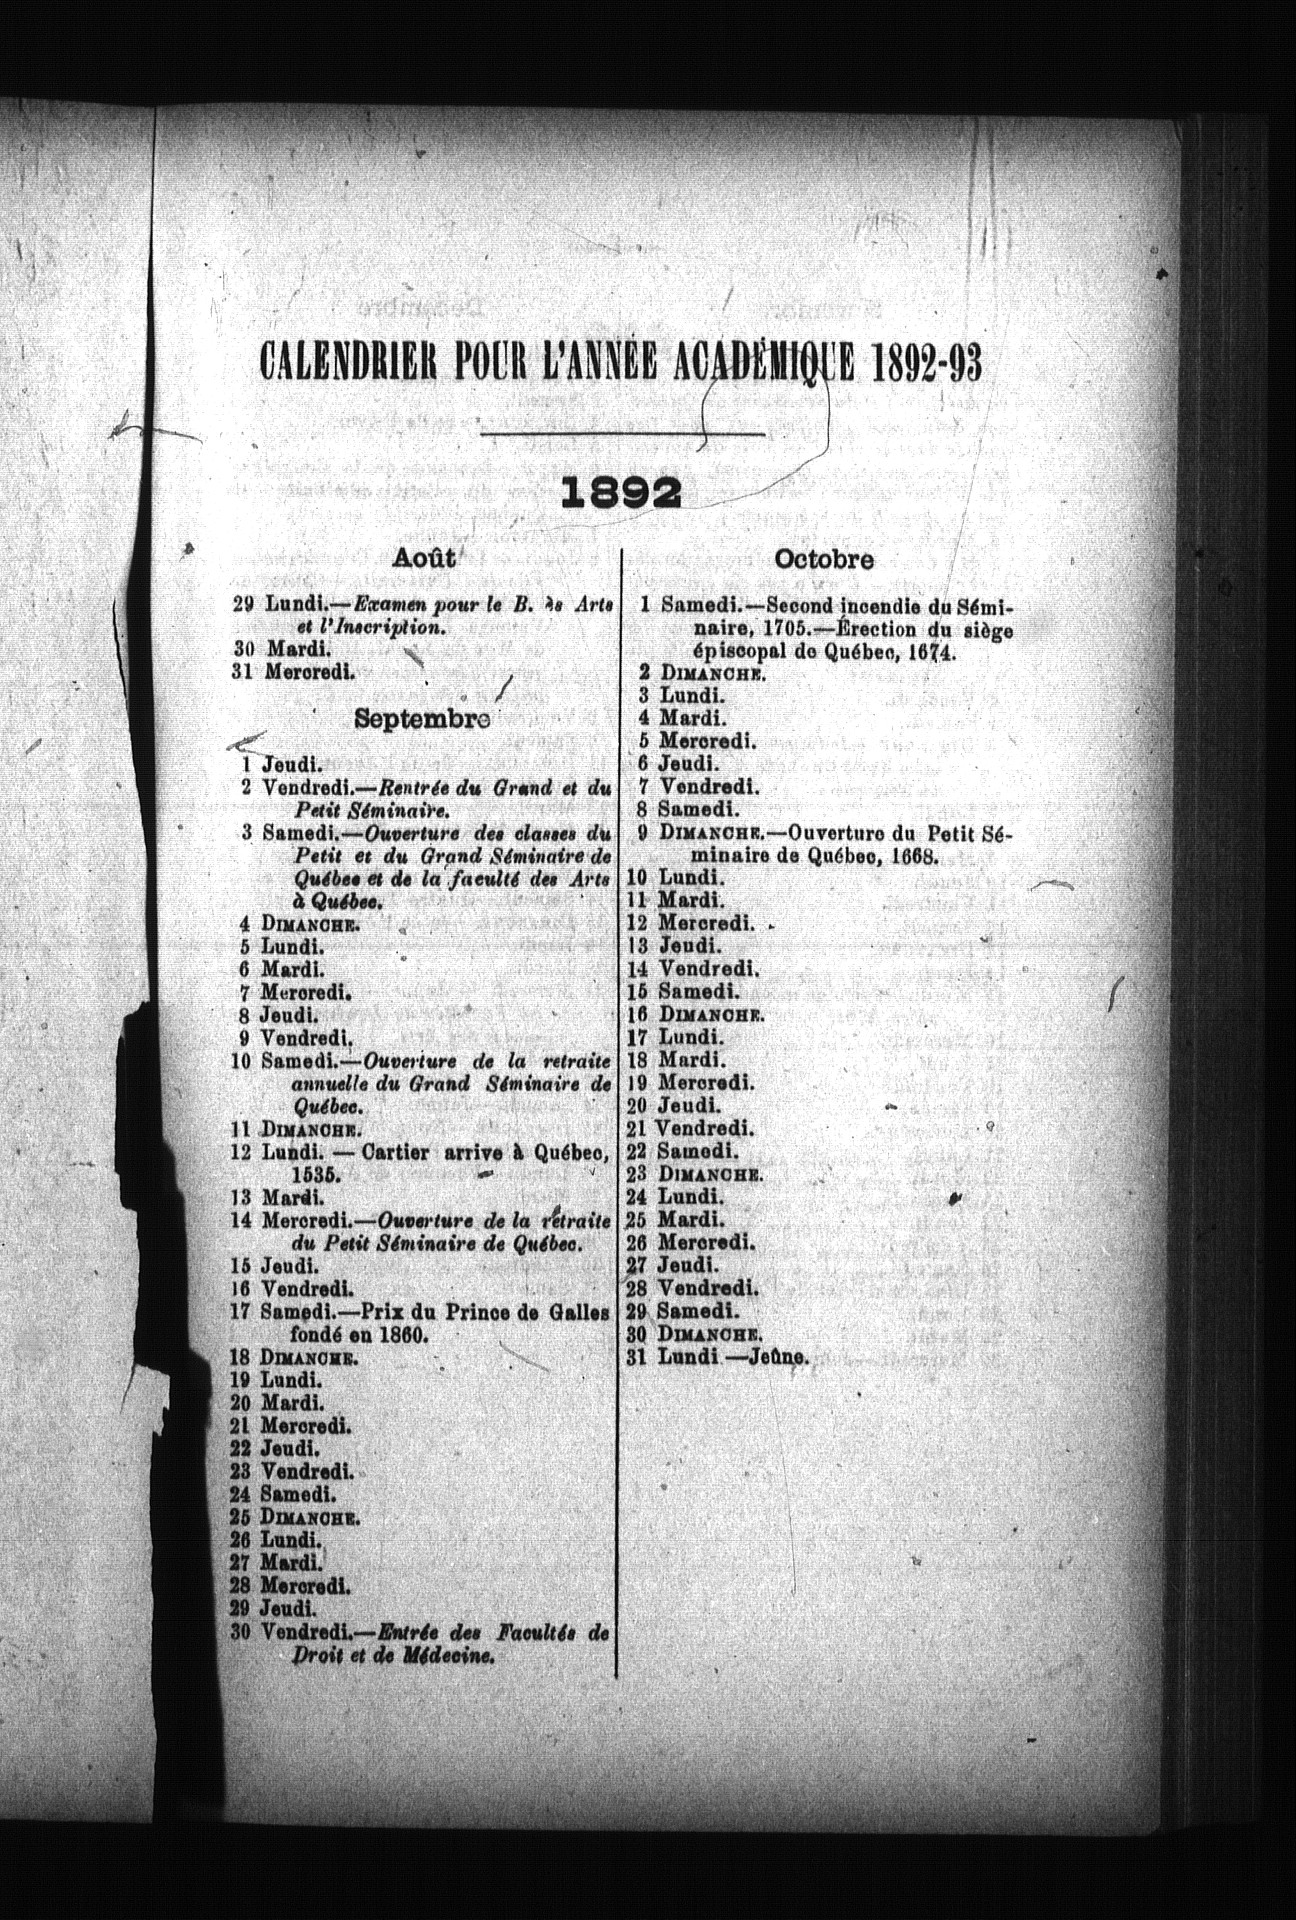 CALENDRIER POUR L'ANNÉE ACADÉMIQUE 1892-93
1892
Août
29 Lundi.—Examen pour le B. ès Arts
et l'Inscription.
30 Mardi.
31 Mercredi.
Septembre
1 Jeudi.
2 Vendredi.—Rentrée du Grand et du
Petit Séminaire.
3 Samedi.—Ouverture des classes du
Petit et du Grand Séminaire de
Québec et de la faculté des Arts
à Québec.
4 DIMANCHE.
5 Lundi.
6 Mardi.
7 Mercredi.
8 Jeudi.
9 Vendredi.
10 Samedi.—Ouverture de la retraite
annuelle du Grand Séminaire de
Québec.
11 DIMANCHE.
12 Lundi. — Cartier arrive à Québec,
1535.
13 Mardi.
14 Mercredi.—Ouverture de la retraite
du Petit Séminaire de Québec.
15 Jeudi.
16 Vendredi.
17 Samedi.—Prix du Prince de Galles
fondé en 1860.
18 DIMANCHE.
19 Lundi.
20 Mardi.
21 Mercredi.
22 Jeudi.
23 Vendredi.
24 Samedi.
25 DIMANCHE.
26 Lundi.
27 Mardi.
28 Mercredi.
29 Jeudi.
30 Vendredi.—Entrée des Facultés de
Droit et de Médecine.
Octobre
1 Samedi.—Second incendie du Sémi-
naire, 1705.—Érection du siège
épiscopal de Québec, 1674.
2 DIMANCHE.
3 Lundi.
4 Mardi.
5 Mercredi.
6 Jeudi.
7 Vendredi.
8 Samedi.
9 DIMANCHE.—Ouverture du Petit Sé-
minaire de Québec, 1668.
10 Lundi.
11 Mardi.
12 Mercredi.
13 Jeudi.
14 Vendredi.
15 Samedi.
16 DIMANCHE.
17 Lundi.
18 Mardi.
19 Mercredi.
20 Jeudi.
21 Vendredi.
22 Samedi.
23 DIMANCHE.
24 Lundi.
25 Mardi.
26 Mercredi.
27 Jeudi.
28 Vendredi.
29 Samedi.
30 DIMANCHE.
31 Lundi —Jeûne.